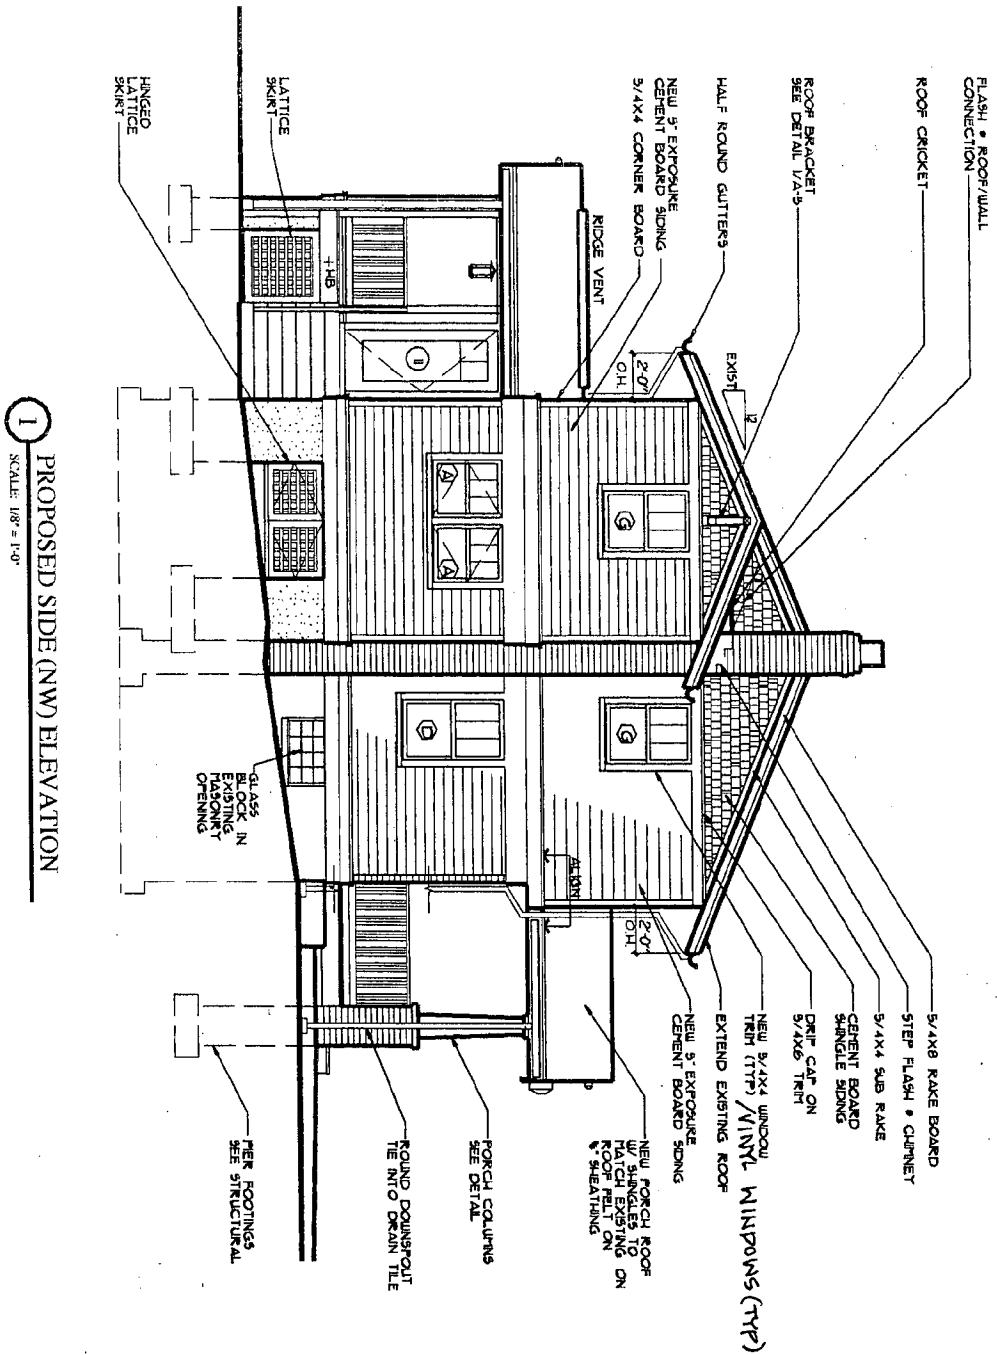 FLASH @ ROOF/WALL
CONNECTION
ROOF CRICKET
ROOF BRACKET
SEE DETAIL 1/A-5
HALF ROUND GUTTERS
NEW 5" EXPOSURE
CEMENT BOARD SIDING
5/4X4 CORNER BOARD
RIDGE VENT
LATTICE
SKIRT
HINGED
LATTICE
SKIRT
EXIST
12
2'-0"
O.H.
HB
11
A
A
G
G
D
GLASS
BLOCK IN
EXISTING
MASONRY
OPENING
ALIGN
2'-0"
O.H.
5/4X8 RAKE BOARD
STEP FLASH @ CHIMNEY
5/4X4 SUB RAKE
CEMENT BOARD
SHINGLE SIDING
DRIP CAP ON
5/4X6 TRIM
NEW 5/4X4 WINDOW
TRIM (TYP) / VINYL WINDOWS (TYP)
EXTEND EXISTING ROOF
NEW 5" EXPOSURE
CEMENT BOARD SIDING
NEW PORCH ROOF
W/ SHINGLES TO
MATCH EXISTING ON
ROOF FELT ON
SHEATHING
PORCH COLUMNS
SEE DETAIL
ROUND DOWNSPOUT
TIE INTO DRAIN TILE
PIER FOOTINGS
SEE STRUCTURAL
1
PROPOSED SIDE (NW) ELEVATION
SCALE: 1/8" = 1'-0"